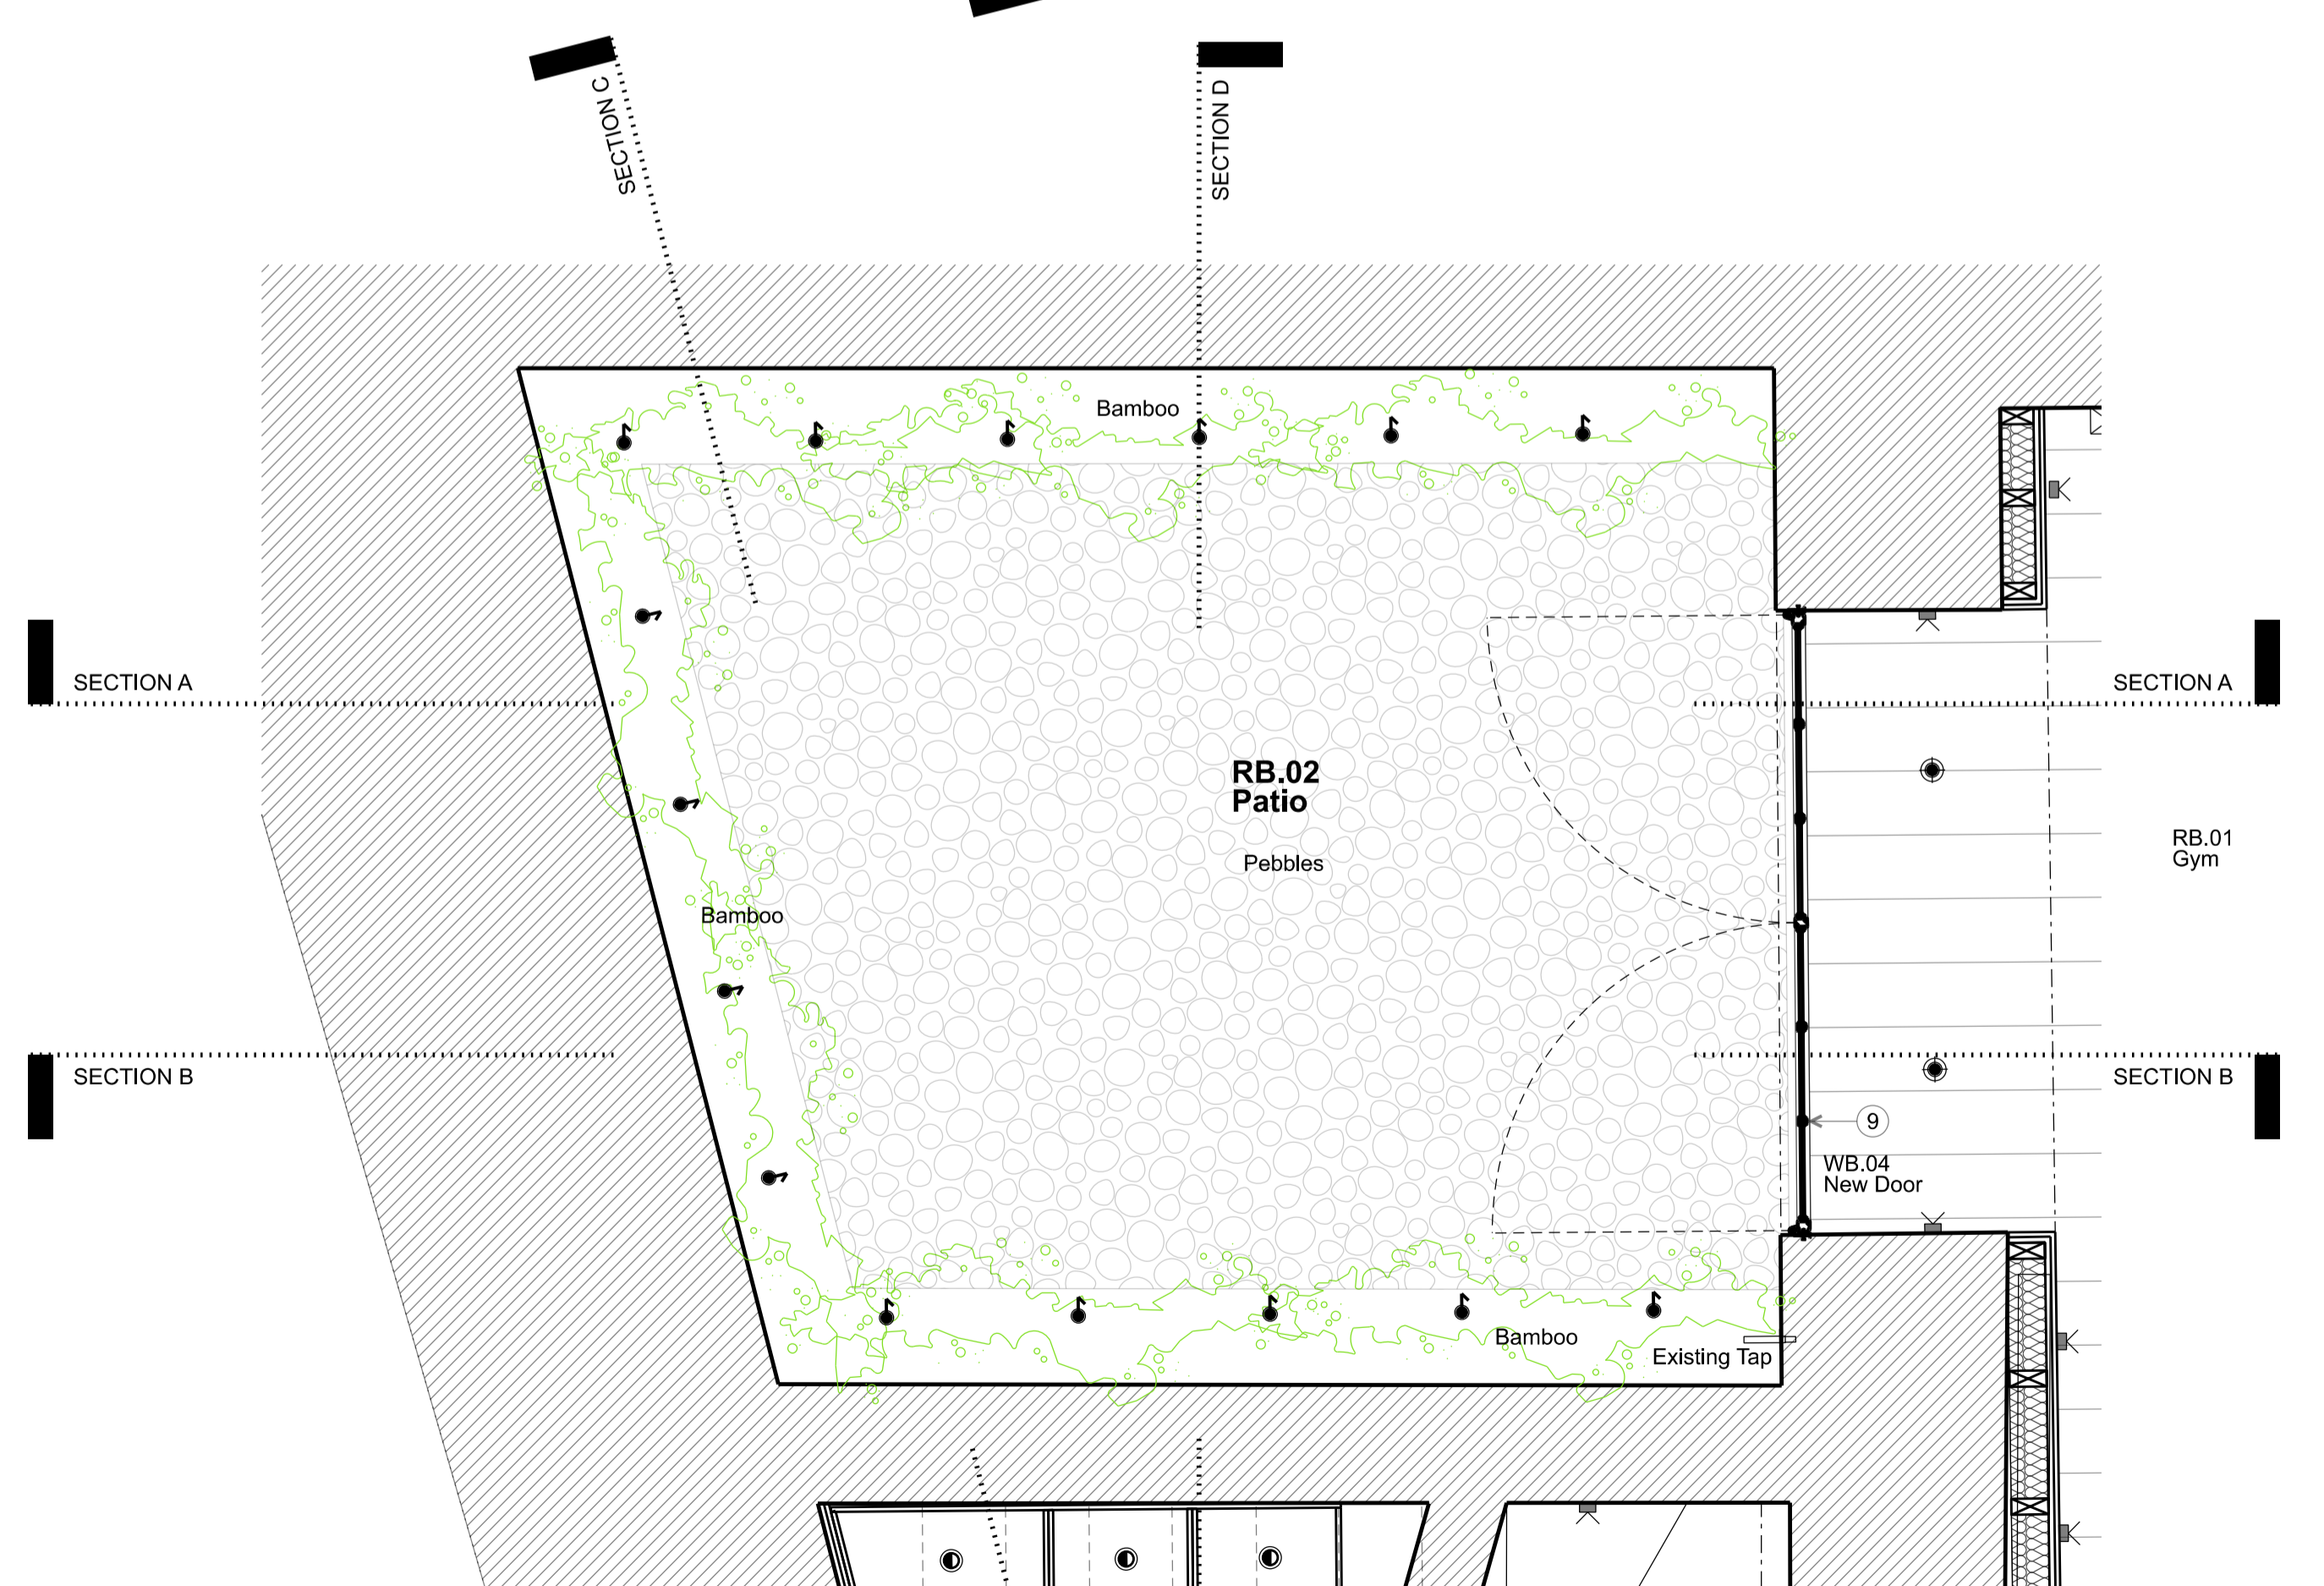 SECTION C
SECTION D
Bamboo
SECTION A
SECTION A
RB.02
Patio
Pebbles
RB.01
Gym
Bamboo
SECTION B
SECTION B
9
WB.04
New Door
Bamboo
Existing Tap